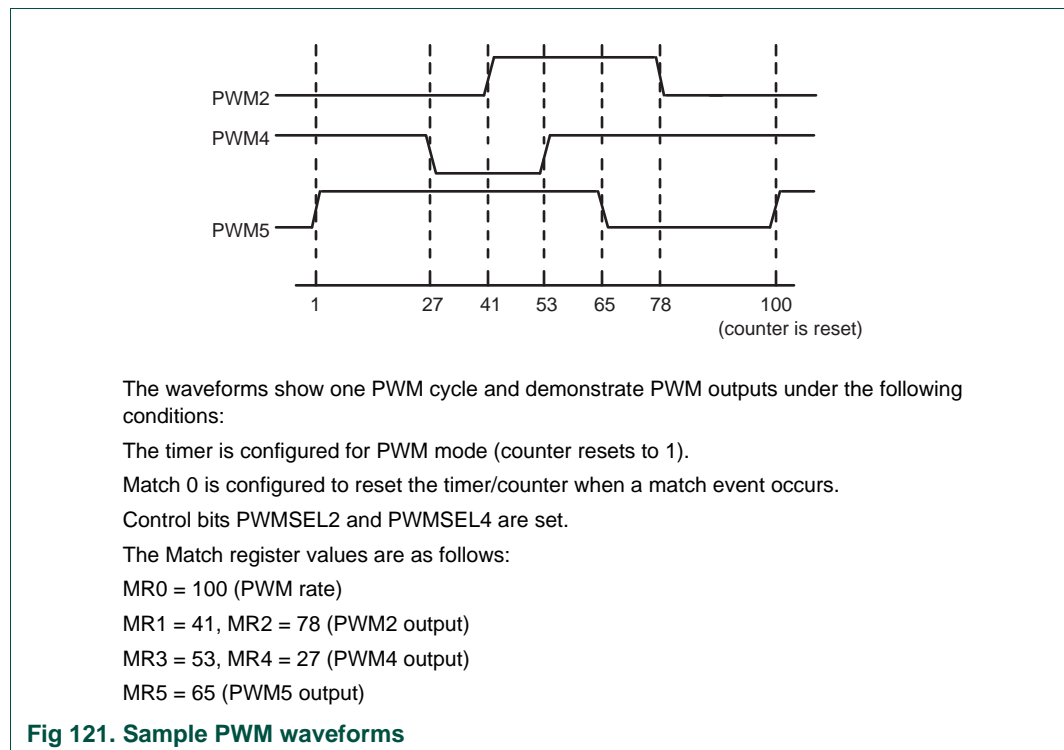 PWM2
PWM4
PWM5
1 27 41 53 65 78 100
(counter is reset)
The waveforms show one PWM cycle and demonstrate PWM outputs under the following
conditions:
The timer is configured for PWM mode (counter resets to 1).
Match 0 is configured to reset the timer/counter when a match event occurs.
Control bits PWMSEL2 and PWMSEL4 are set.
The Match register values are as follows:
MR0 = 100 (PWM rate)
MR1 = 41, MR2 = 78 (PWM2 output)
MR3 = 53, MR4 = 27 (PWM4 output)
MR5 = 65 (PWM5 output)
Fig 121. Sample PWM waveforms